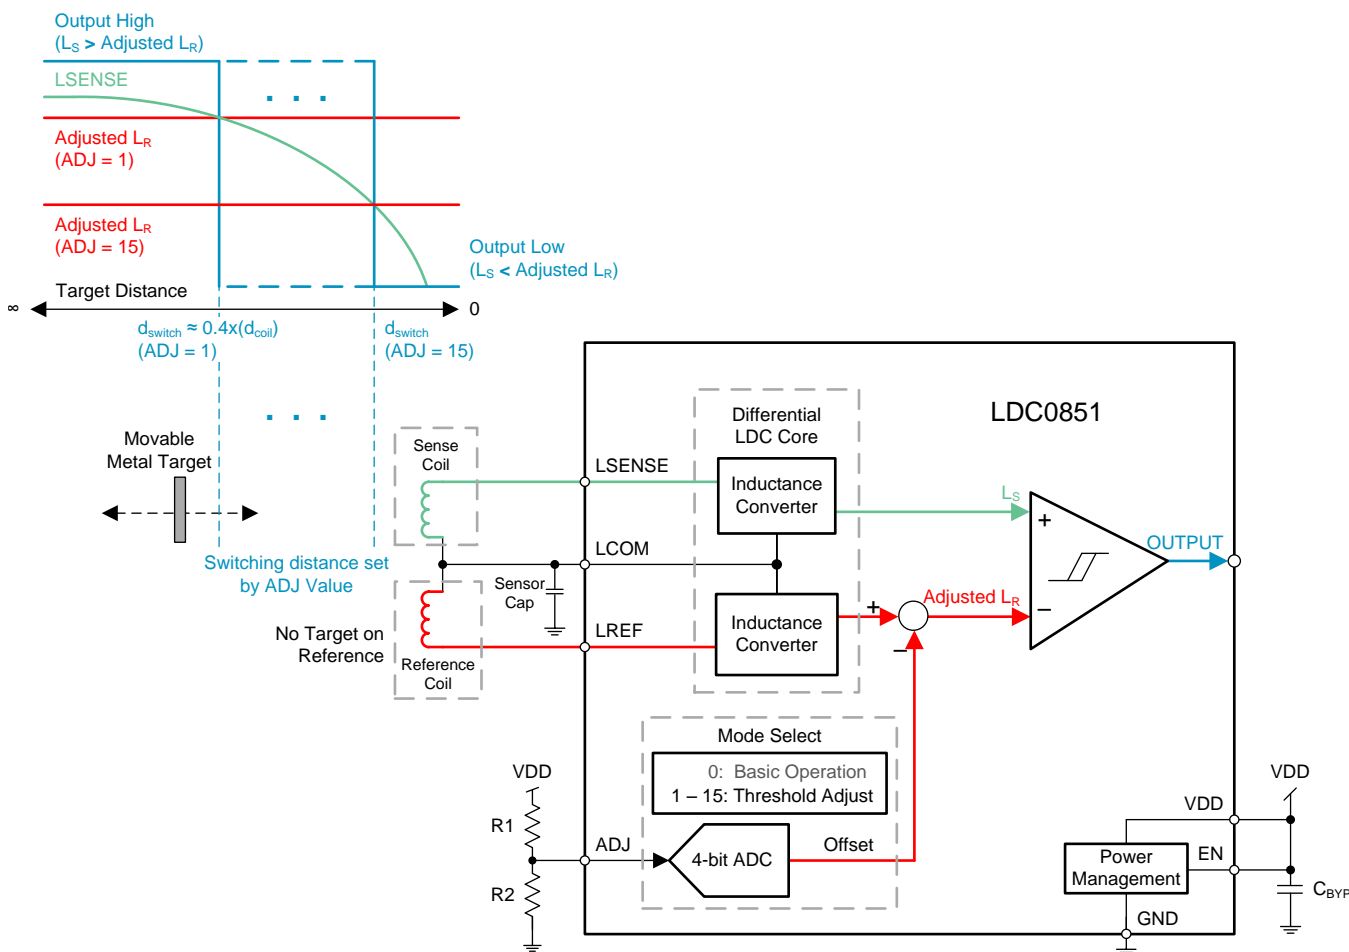 Output High
(LS > Adjusted LR)
LSENSE
. . .
Adjusted LR
(ADJ = 1)
Adjusted LR
(ADJ = 15)
Output Low
(LS < Adjusted LR)
Target Distance
∞
0
dswitch ≈ 0.4x(dcoil)
(ADJ = 1)
dswitch
(ADJ = 15)
. . .
Movable
Metal Target
Switching distance set
by ADJ Value
Sense
Coil
No Target on
Reference
Reference
Coil
Sensor
Cap
LSENSE
LCOM
LREF
Differential
LDC Core
Inductance
Converter
Inductance
Converter
LDC0851
LS
+
OUTPUT
+
Adjusted LR
−
−
Mode Select
0: Basic Operation
1 – 15: Threshold Adjust
VDD
R1
R2
ADJ
4-bit ADC
Offset
VDD
VDD
EN
Power
Management
GND
CBYP